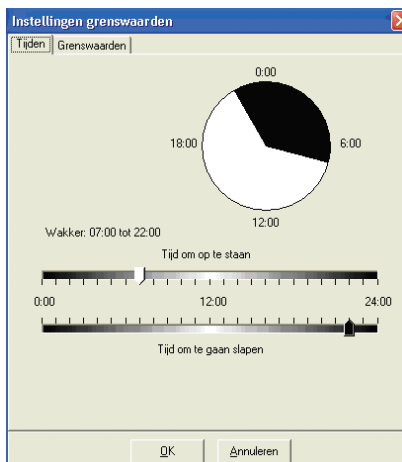 Instellingen grenswaarden
Tijden Grenswaarden
0:00
18:00 6:00
12:00
Wakker: 07:00 tot 22:00
Tijd om op te staan
0:00 12:00 24:00
Tijd om te gaan slapen
OK Annuleren